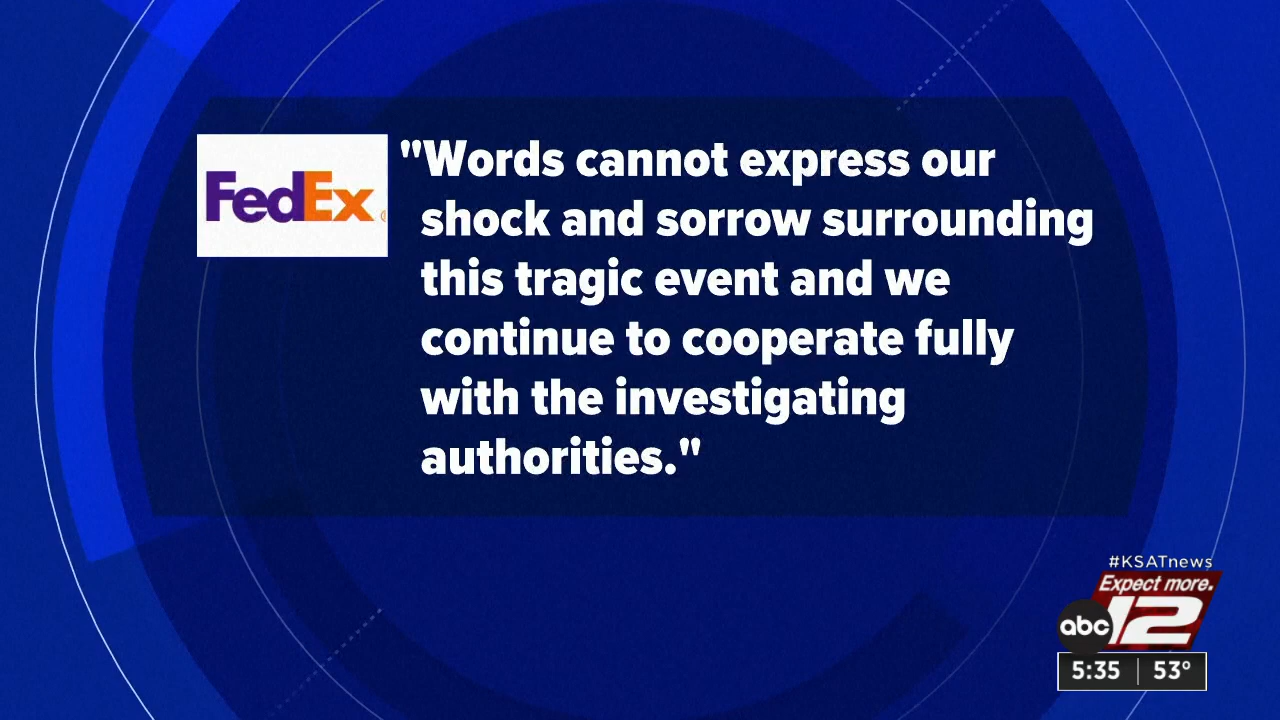 FedEx
"Words cannot express our
shock and sorrow surrounding
this tragic event and we
continue to cooperate fully
with the investigating
authorities."
#KSATnews
Expect more.
abc 12
5:35 53°